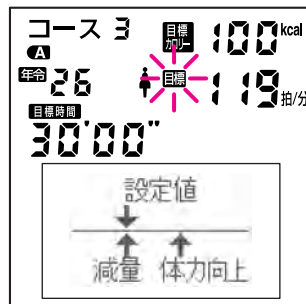 コース 3 目標カロリー 100 kcal
A
年令 26 目標 119 拍/分
目標時間
30'00"
設定値
減量 体力向上